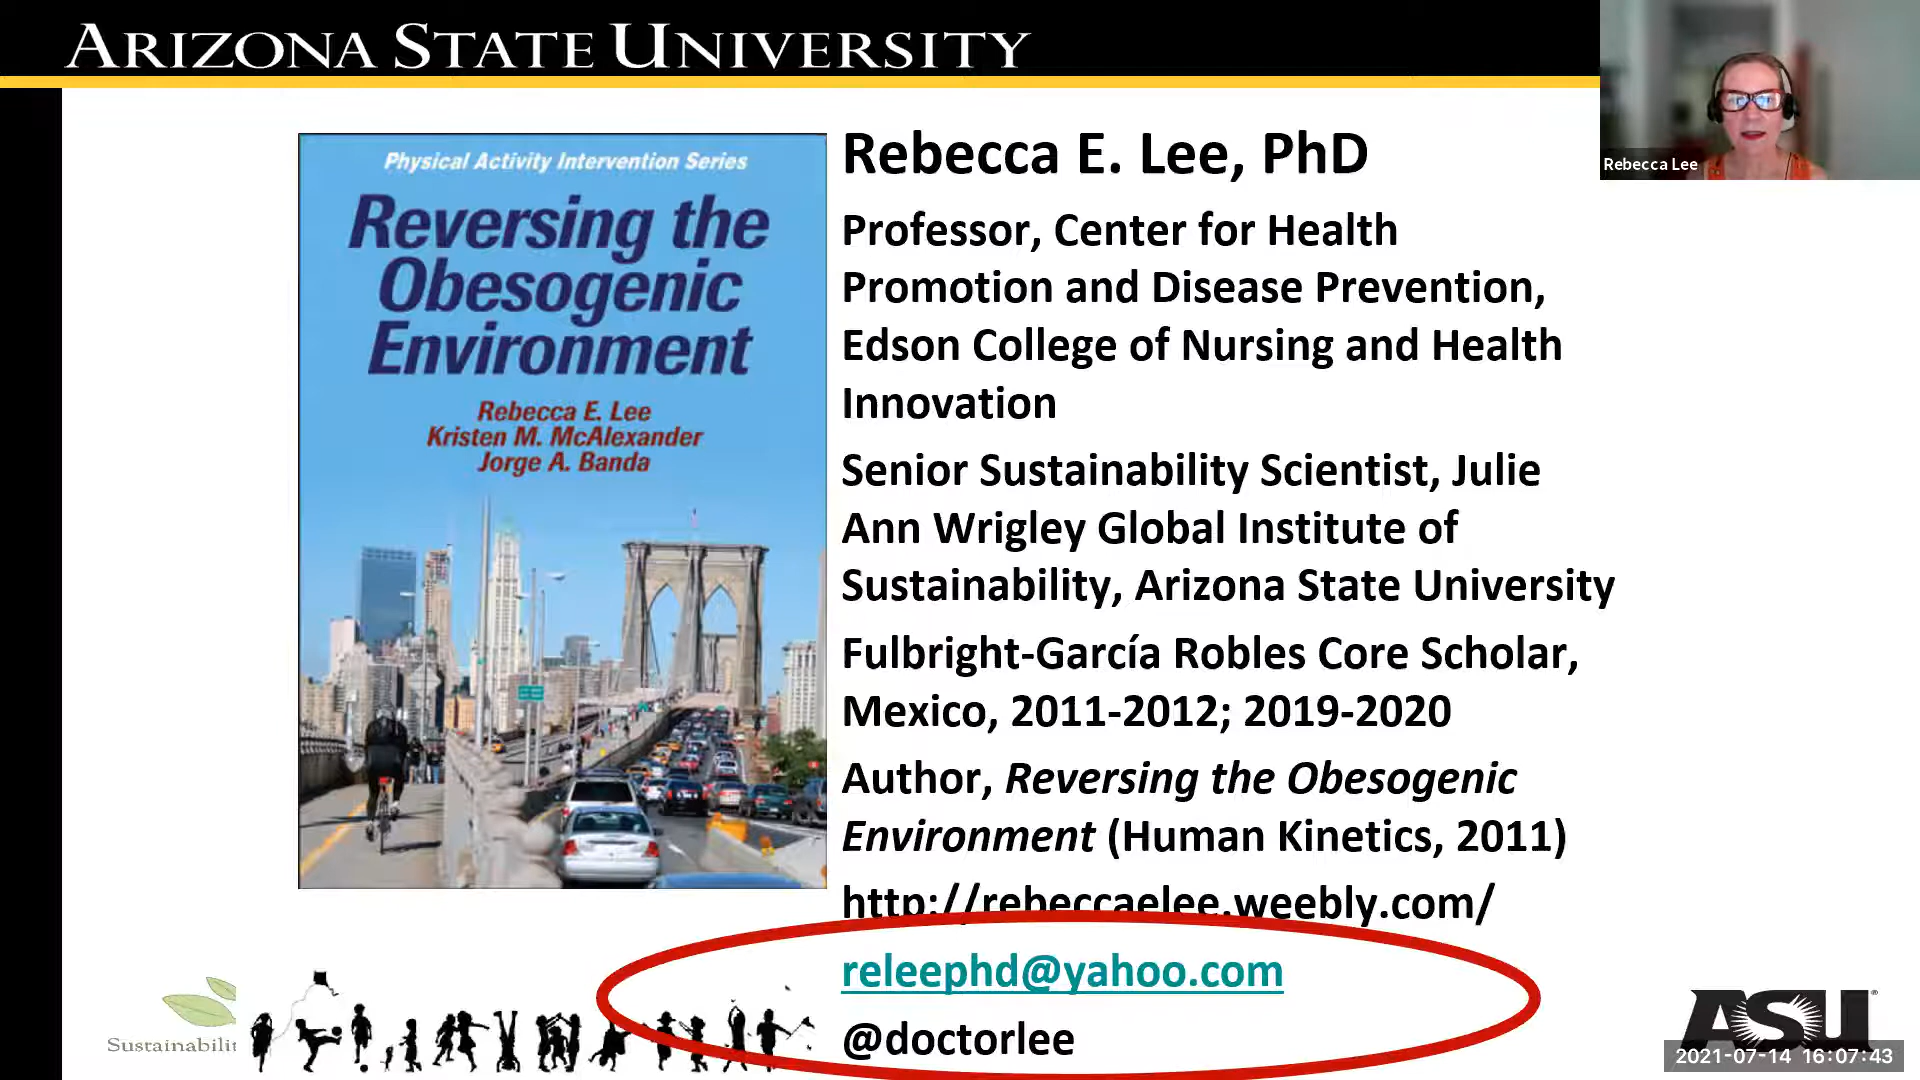 ARIZONA STATE UNIVERSITY
Rebecca Lee
Physical Activity Intervention Series
Reversing the
Obesogenic
Environment
Rebecca E. Lee
Kristen M. McAlexander
Jorge A. Banda
Rebecca E. Lee, PhD
Professor, Center for Health
Promotion and Disease Prevention,
Edson College of Nursing and Health
Innovation
Senior Sustainability Scientist, Julie
Ann Wrigley Global Institute of
Sustainability, Arizona State University
Fulbright-García Robles Core Scholar,
Mexico, 2011-2012; 2019-2020
Author, Reversing the Obesogenic
Environment (Human Kinetics, 2011)
http://rebeccaelee.weebly.com/
releephd@yahoo.com
@doctorlee
Sustainabilit
ASU
2021-07-14 16:07:43